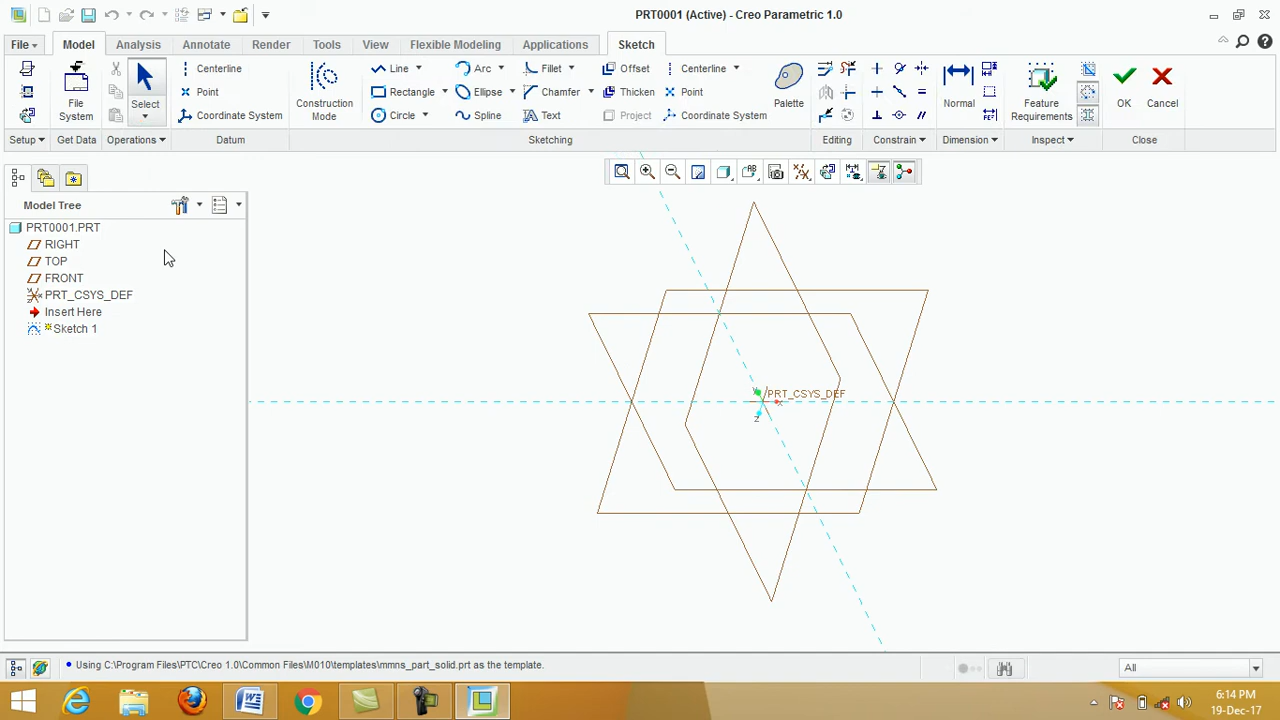 PRT0001 (Active) - Creo Parametric 1.0
File Model Analysis Annotate Render Tools View Flexible Modeling Applications Sketch
Centerline Line Arc Fillet Offset Centerline
Point Rectangle Ellipse Chamfer Thicken Point
Coordinate System Circle Spline Text Project Coordinate System
File System
Select
Construction Mode
Palette
Normal
Feature Requirements
OK Cancel
Setup Get Data Operations Datum Sketching Editing Constrain Dimension Inspect Close
Model Tree
PRT0001.PRT
RIGHT
TOP
FRONT
PRT_CSYS_DEF
Insert Here
Sketch 1
PRT_CSYS_DEF
Y
X
Z
Using C:\Program Files\PTC\Creo 1.0\Common Files\M010\templates\mmns_part_solid.prt as the template.
All
6:14 PM
19-Dec-17